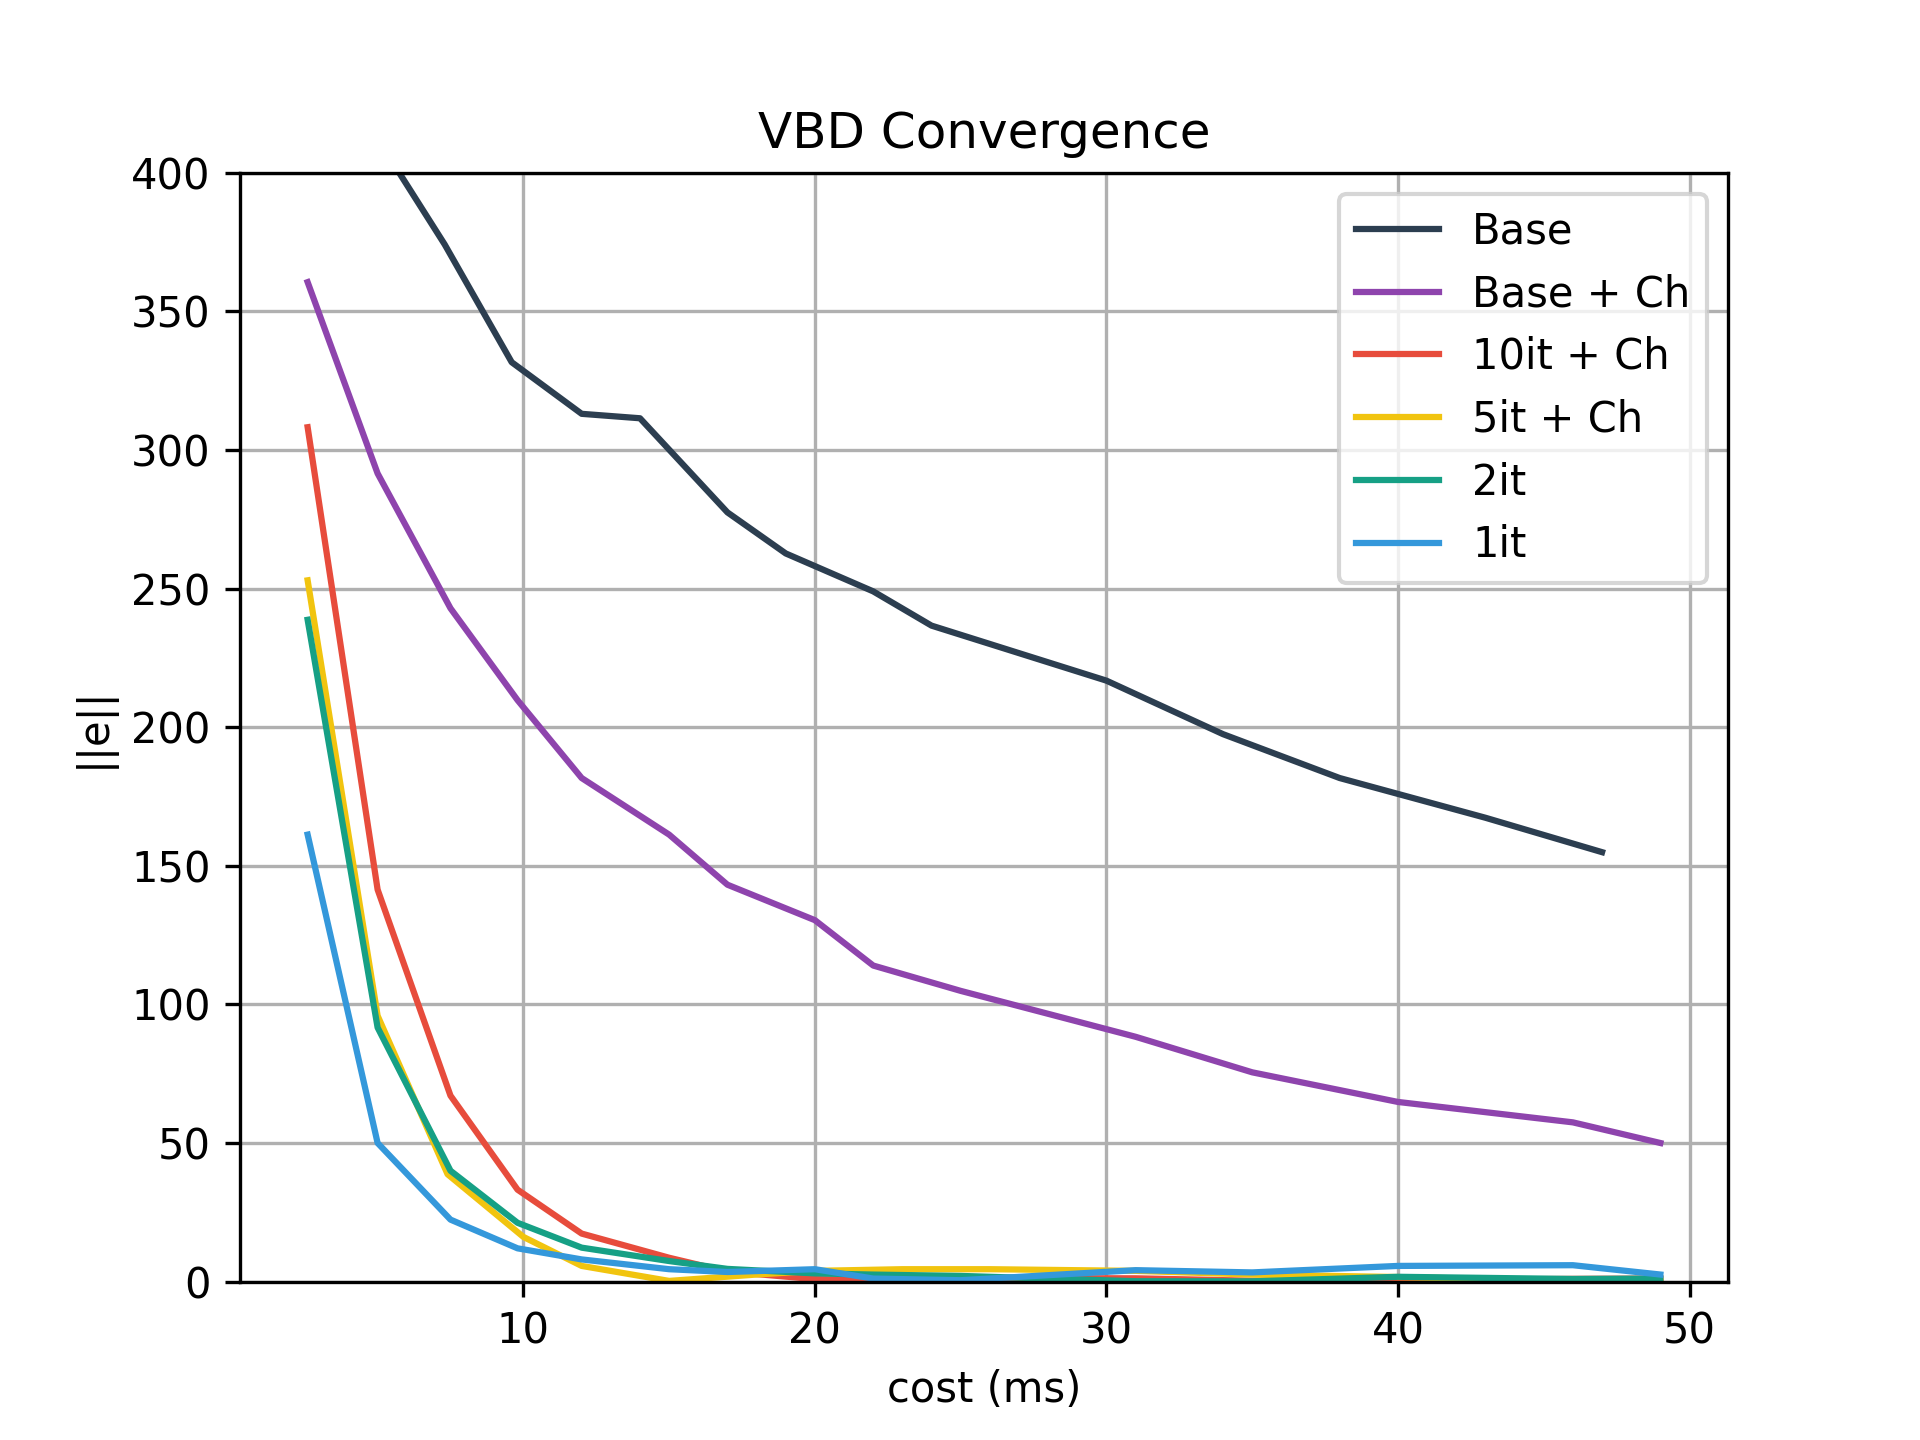 VBD Convergence
400
350
300
250
200
150
100
50
0
||e||
Base
Base + Ch
10it + Ch
5it + Ch
2it
1it
10 20 30 40 50
cost (ms)